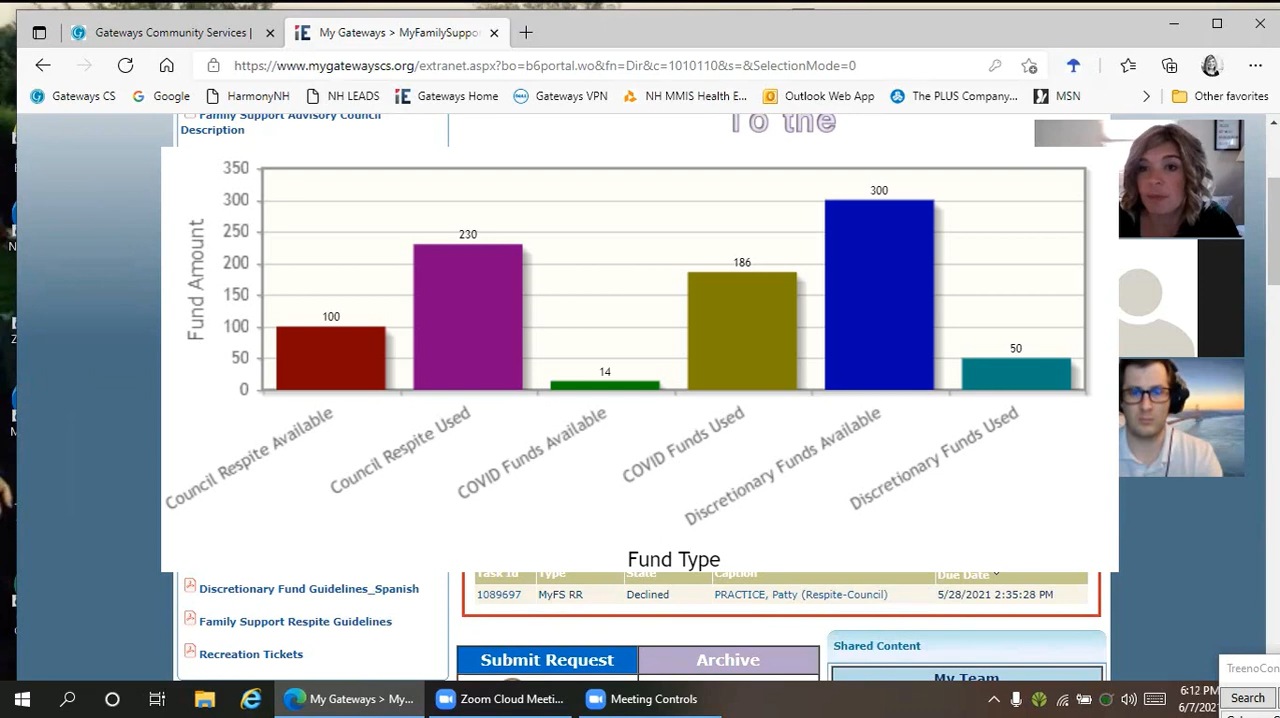 Gateways Community Services |
My Gateways > MyFamilySuppo
https://www.mygatewayscs.org/extranet.aspx?bo=b6portal.wo&fn=Dir&c=1010110&s=&SelectionMode=0
Gateways CS
Google
HarmonyNH
NH LEADS
Gateways Home
Gateways VPN
NH MMIS Health E...
Outlook Web App
The PLUS Company...
MSN
Other favorites
Family Support Advisory Council
Description
To the
350
300
250
200
150
100
50
0
Fund Amount
100
230
14
186
300
50
Council Respite Available
Council Respite Used
COVID Funds Available
COVID Funds Used
Discretionary Funds Available
Discretionary Funds Used
Fund Type
Discretionary Fund Guidelines_Spanish
Family Support Respite Guidelines
Recreation Tickets
Task Id Type State Caption Due Date
1089697 MyFS RR Declined PRACTICE, Patty (Respite-Council) 5/28/2021 2:35:28 PM
Submit Request
Archive
Shared Content
My Team
TreenoCon
Search
My Gateways > My...
Zoom Cloud Meeti...
Meeting Controls
6:12 PM
6/7/202